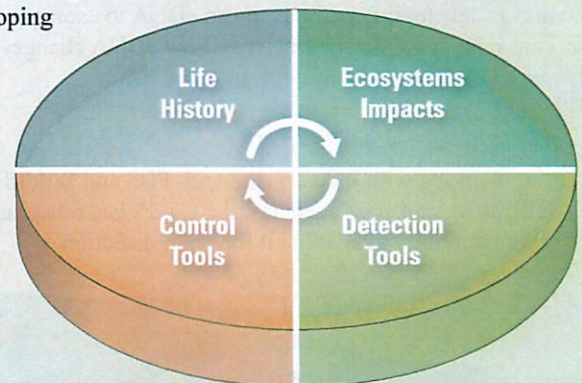 oping
Life
History
Ecosystems
Impacts
Control
Tools
Detection
Tools